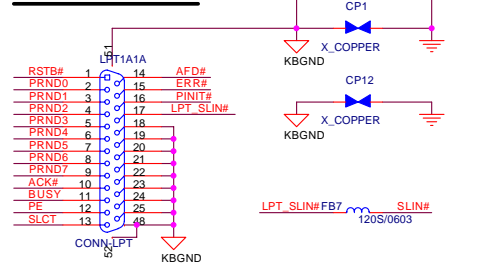 CP1
X_COPPER
KBGND
51
LPT1A1A
RSTB# 1 14 AFD#
PRND0 2 15 ERR#
PRND1 3 16 PINIT#
PRND2 4 17 LPT_SLIN#
PRND3 5 18
PRND4 6 19
PRND5 7 20
PRND6 8 21
PRND7 9 22
ACK# 10 23
BUSY 11 24
PE 12 25
SLCT 13 48
CONN-LPT
52
KBGND
CP12
X_COPPER
KBGND
LPT_SLIN# FB7 SLIN#
120S/0603